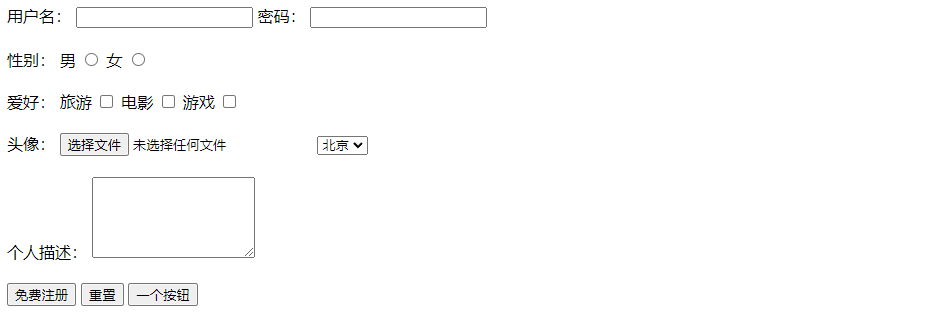 用户名： 密码：
性别： 男 女
爱好： 旅游 电影 游戏
头像： 选择文件 未选择任何文件 北京
个人描述：
免费注册 重置 一个按钮